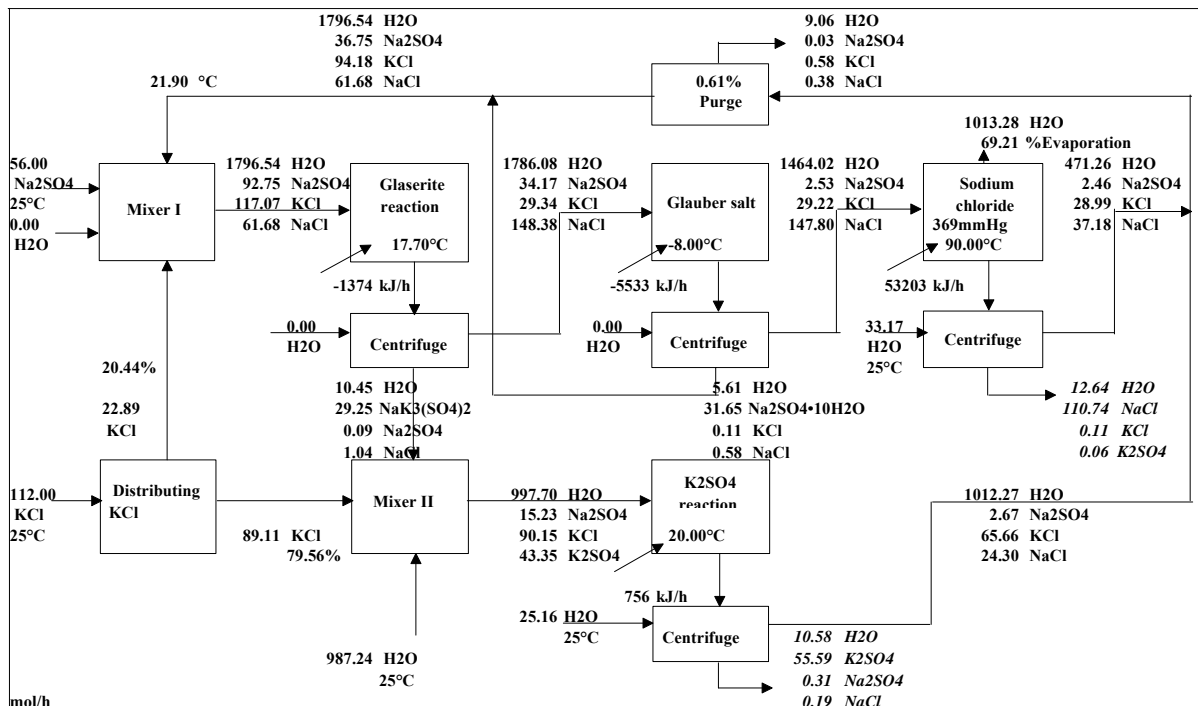 1796.54 H2O
36.75 Na2SO4
94.18 KCl
61.68 NaCl
21.90 °C
9.06 H2O
0.03 Na2SO4
0.58 KCl
0.38 NaCl
0.61%
Purge
56.00
Na2SO4
25°C
0.00
H2O
Mixer I
1796.54 H2O
92.75 Na2SO4
117.07 KCl
61.68 NaCl
Glaserite
reaction
17.70°C
-1374 kJ/h
1786.08 H2O
34.17 Na2SO4
29.34 KCl
148.38 NaCl
Glauber salt
-8.00°C
-5533 kJ/h
1464.02 H2O
2.53 Na2SO4
29.22 KCl
147.80 NaCl
1013.28 H2O
69.21 %Evaporation
Sodium
chloride
369mmHg
90.00°C
53203 kJ/h
471.26 H2O
2.46 Na2SO4
28.99 KCl
37.18 NaCl
0.00
H2O
Centrifuge
0.00
H2O
Centrifuge
33.17
H2O
25°C
Centrifuge
20.44%
22.89
KCl
10.45 H2O
29.25 NaK3(SO4)2
0.09 Na2SO4
1.04 NaCl
5.61 H2O
31.65 Na2SO4•10H2O
0.11 KCl
0.58 NaCl
12.64 H2O
110.74 NaCl
0.11 KCl
0.06 K2SO4
112.00
KCl
25°C
Distributing
KCl
89.11 KCl
79.56%
Mixer II
997.70 H2O
15.23 Na2SO4
90.15 KCl
43.35 K2SO4
K2SO4
reaction
20.00°C
756 kJ/h
1012.27 H2O
2.67 Na2SO4
65.66 KCl
24.30 NaCl
987.24 H2O
25°C
25.16 H2O
25°C
Centrifuge
10.58 H2O
55.59 K2SO4
0.31 Na2SO4
0.19 NaCl
mol/h